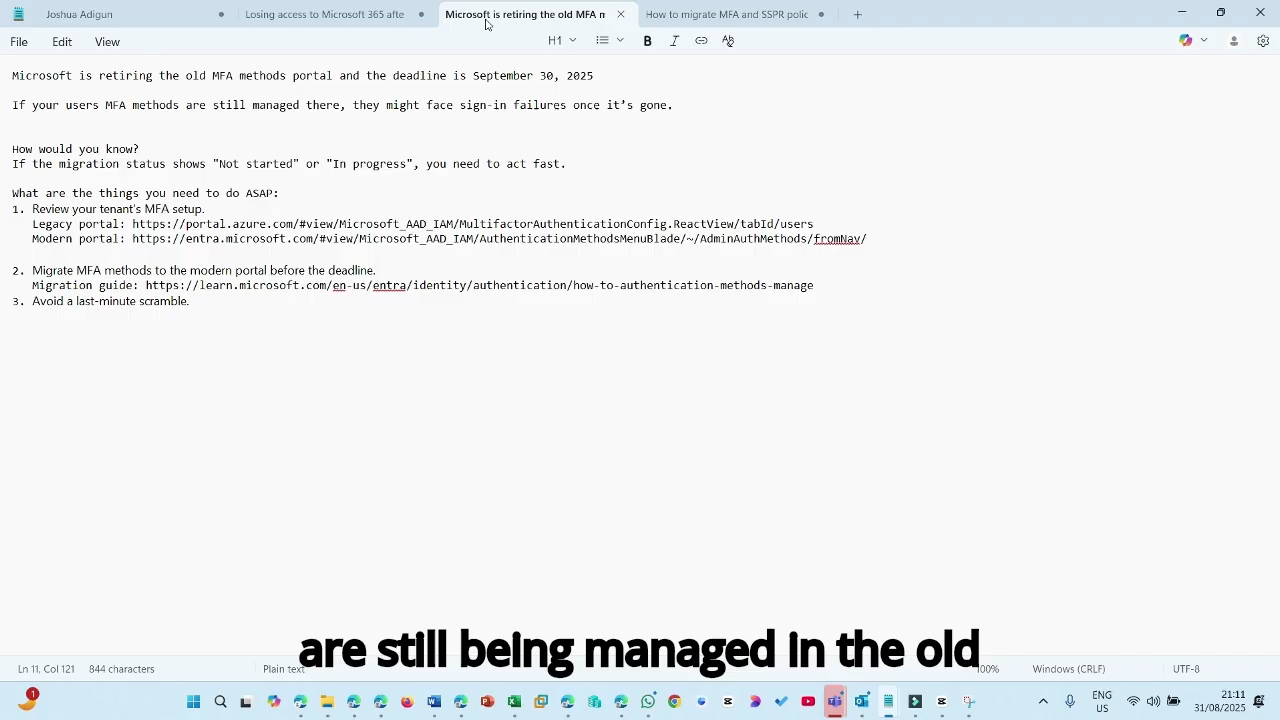 Joshua Adigun
Losing access to Microsoft 365 afte
Microsoft is retiring the old MFA m
How to migrate MFA and SSPR polic
File Edit View
H1
Microsoft is retiring the old MFA methods portal and the deadline is September 30, 2025
If your users MFA methods are still managed there, they might face sign-in failures once it's gone.
How would you know?
If the migration status shows "Not started" or "In progress", you need to act fast.
What are the things you need to do ASAP:
1. Review your tenant's MFA setup.
Legacy portal: https://portal.azure.com/#view/Microsoft_AAD_IAM/MultifactorAuthenticationConfig.ReactView/tabId/users
Modern portal: https://entra.microsoft.com/#view/Microsoft_AAD_IAM/AuthenticationMethodsMenuBlade/~/AdminAuthMethods/fromNav/
2. Migrate MFA methods to the modern portal before the deadline.
Migration guide: https://learn.microsoft.com/en-us/entra/identity/authentication/how-to-authentication-methods-manage
3. Avoid a last-minute scramble.
are still being managed in the old
Ln 11, Col 121 844 characters Plain text 100% Windows (CRLF) UTF-8
1
ENG
US
21:11
31/08/2025